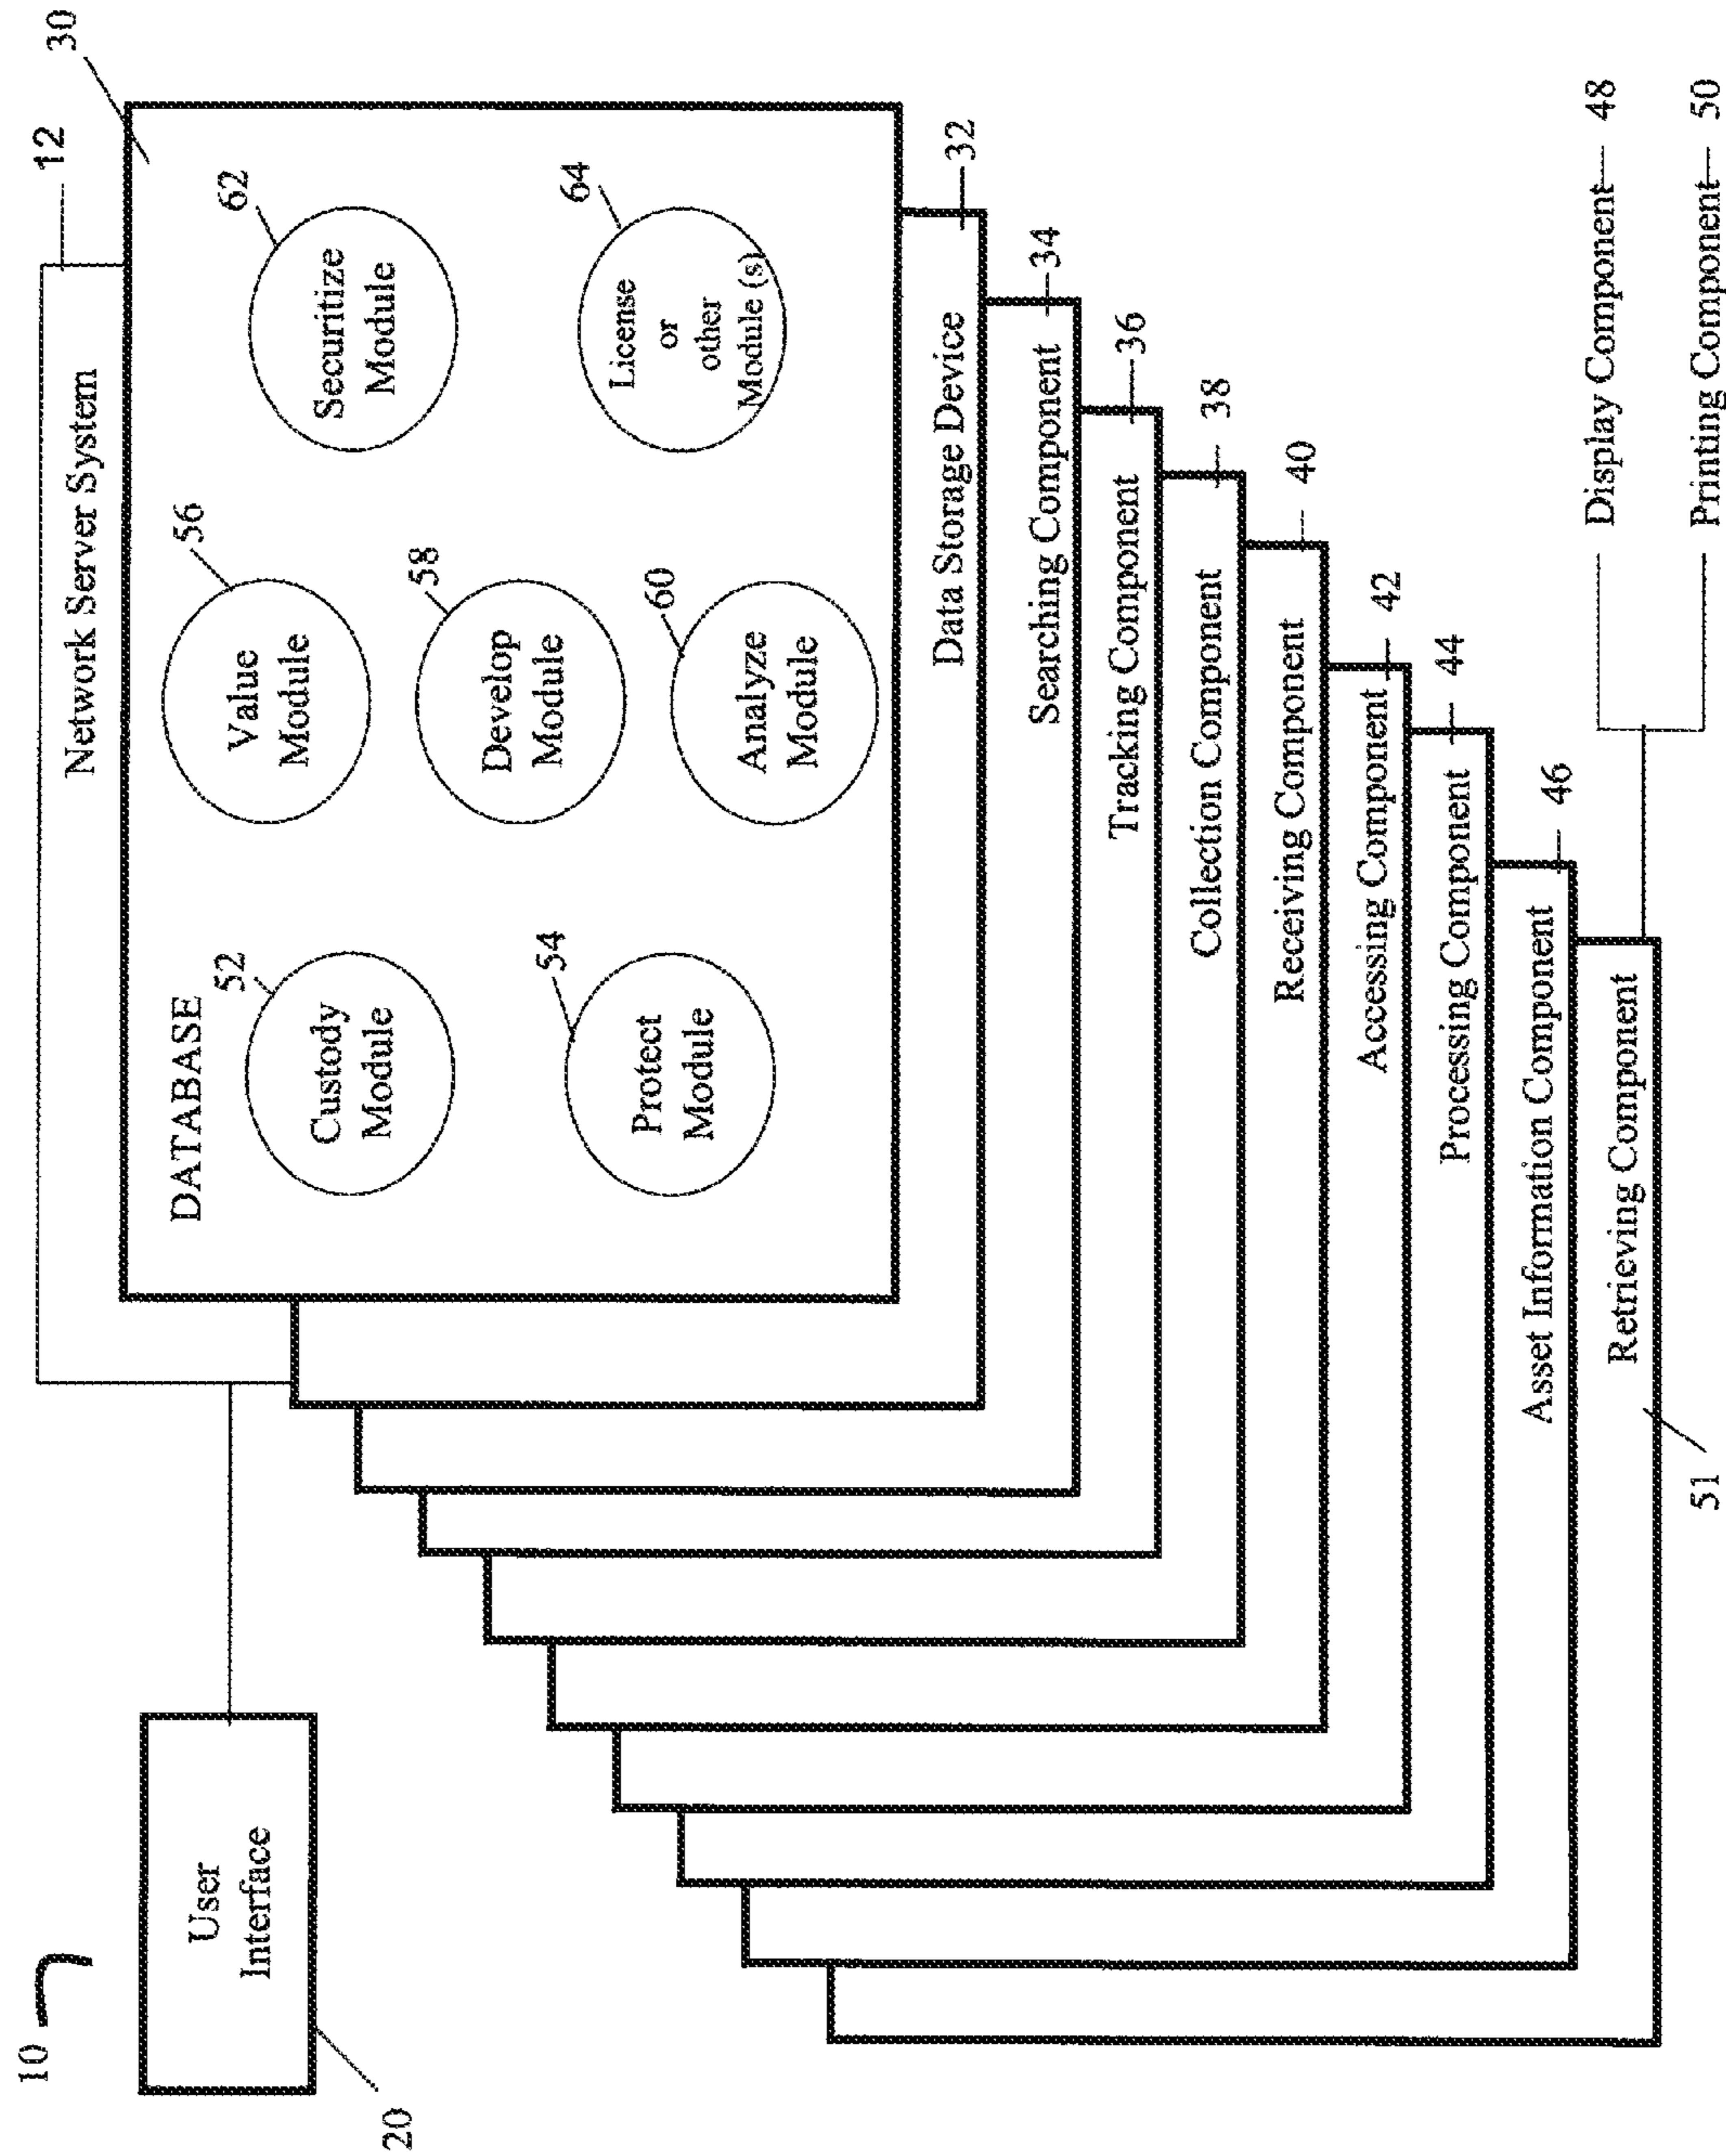 10
User
Interface
20
Network Server System
12
30
DATABASE
Custody
Module
52
Protect
Module
54
Value
Module
56
Develop
Module
58
Analyze
Module
60
Securitize
Module
62
License
or
other
Module (s)
64
Data Storage Device
32
Searching Component
34
Tracking Component
36
Collection Component
38
Receiving Component
40
Accessing Component
42
Processing Component
44
Asset Information Component
46
Retrieving Component
51
Display Component
48
Printing Component
50